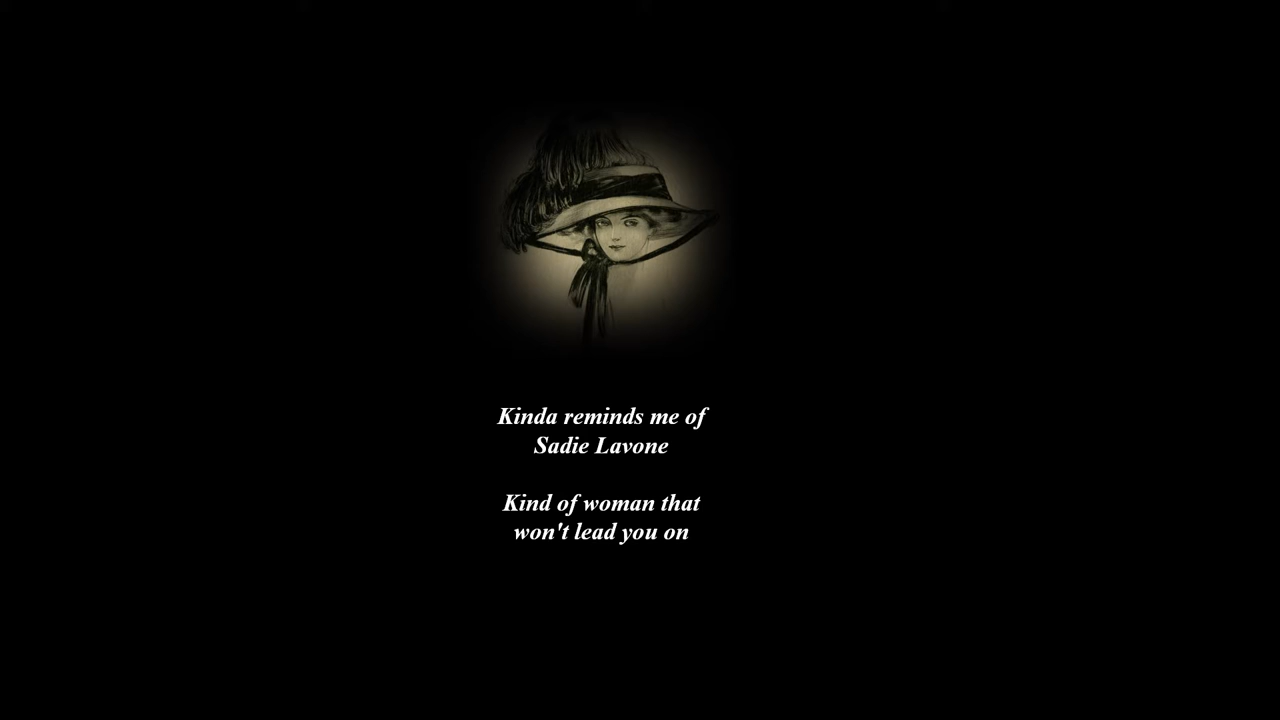 Kinda reminds me of
Sadie Lavone
Kind of woman that
won't lead you on